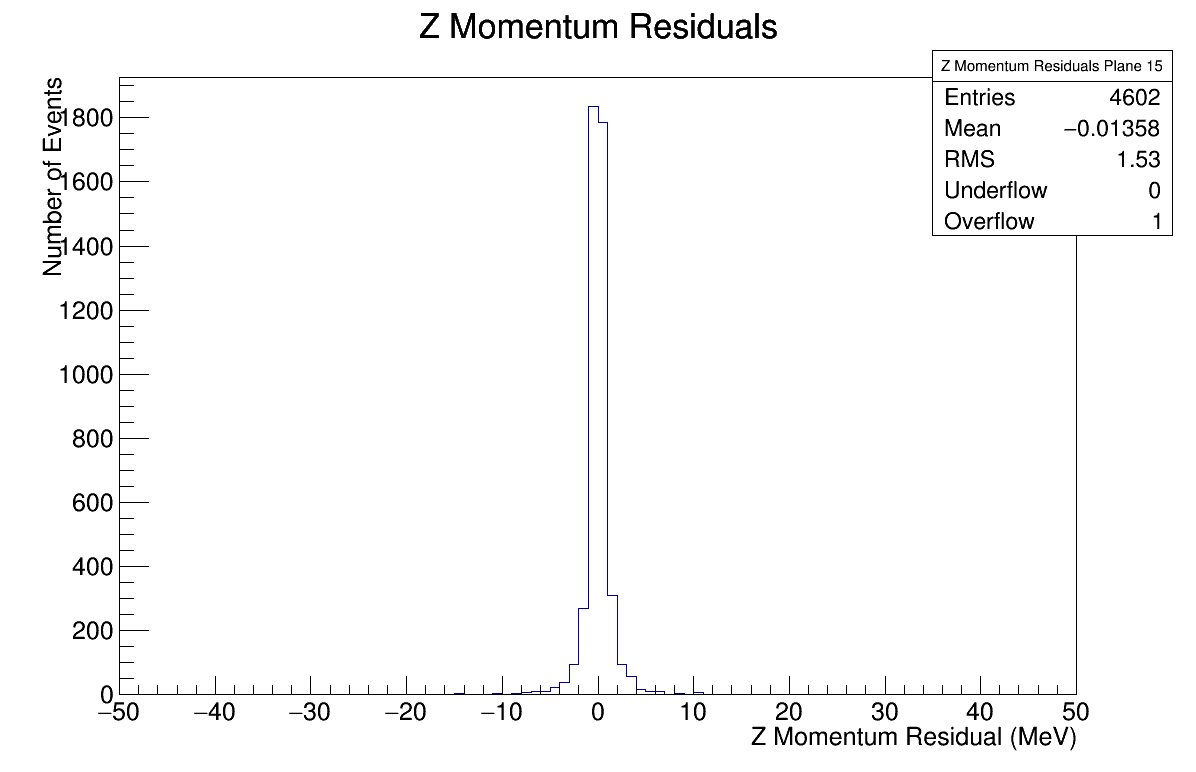 Z Momentum Residuals
Z Momentum Residuals Plane 15
Entries 4602
Mean −0.01358
RMS 1.53
Underflow 0
Overflow 1
Number of Events
1800
1600
1400
1200
1000
800
600
400
200
0
−50 −40 −30 −20 −10 0 10 20 30 40 50
Z Momentum Residual (MeV)